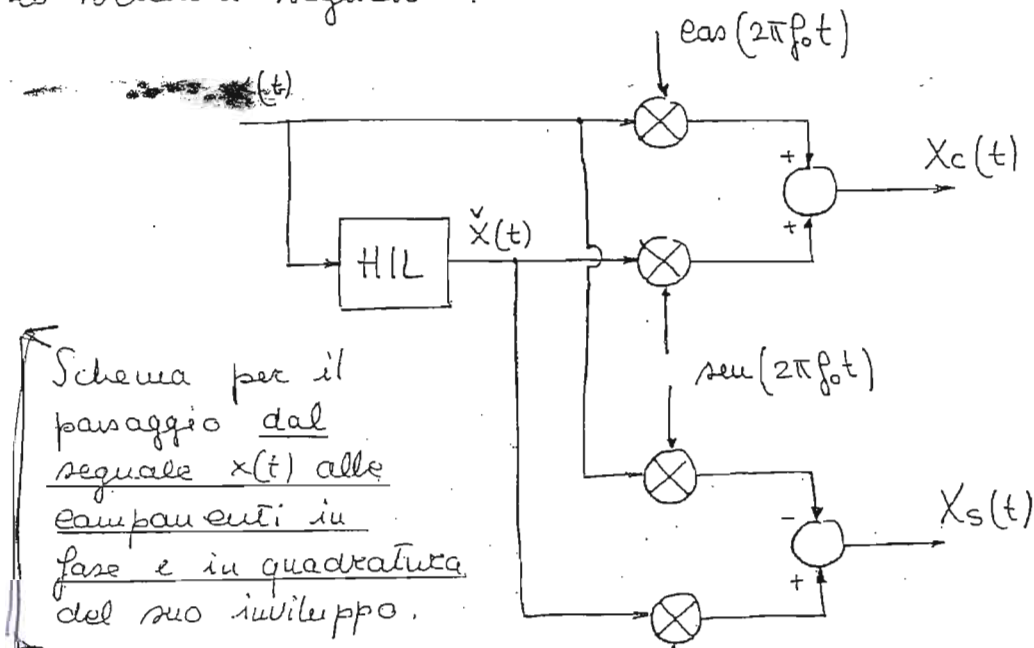 (t)
cos(2πf₀t)
Xc(t)
+
+
HIL
x̌(t)
sen(2πf₀t)
Schema per il
passaggio dal
segnale x(t) alle
componenti in
fase e in quadratura
del suo inviluppo.
-
+
Xs(t)